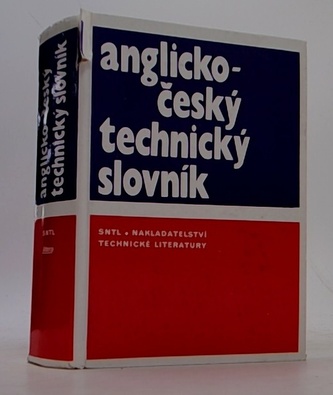 anglicko-
český
technický
slovník
SNTL • NAKLADATELSTVÍ
TECHNICKÉ LITERATURY
anglicko-český
technický slovník
SNTL